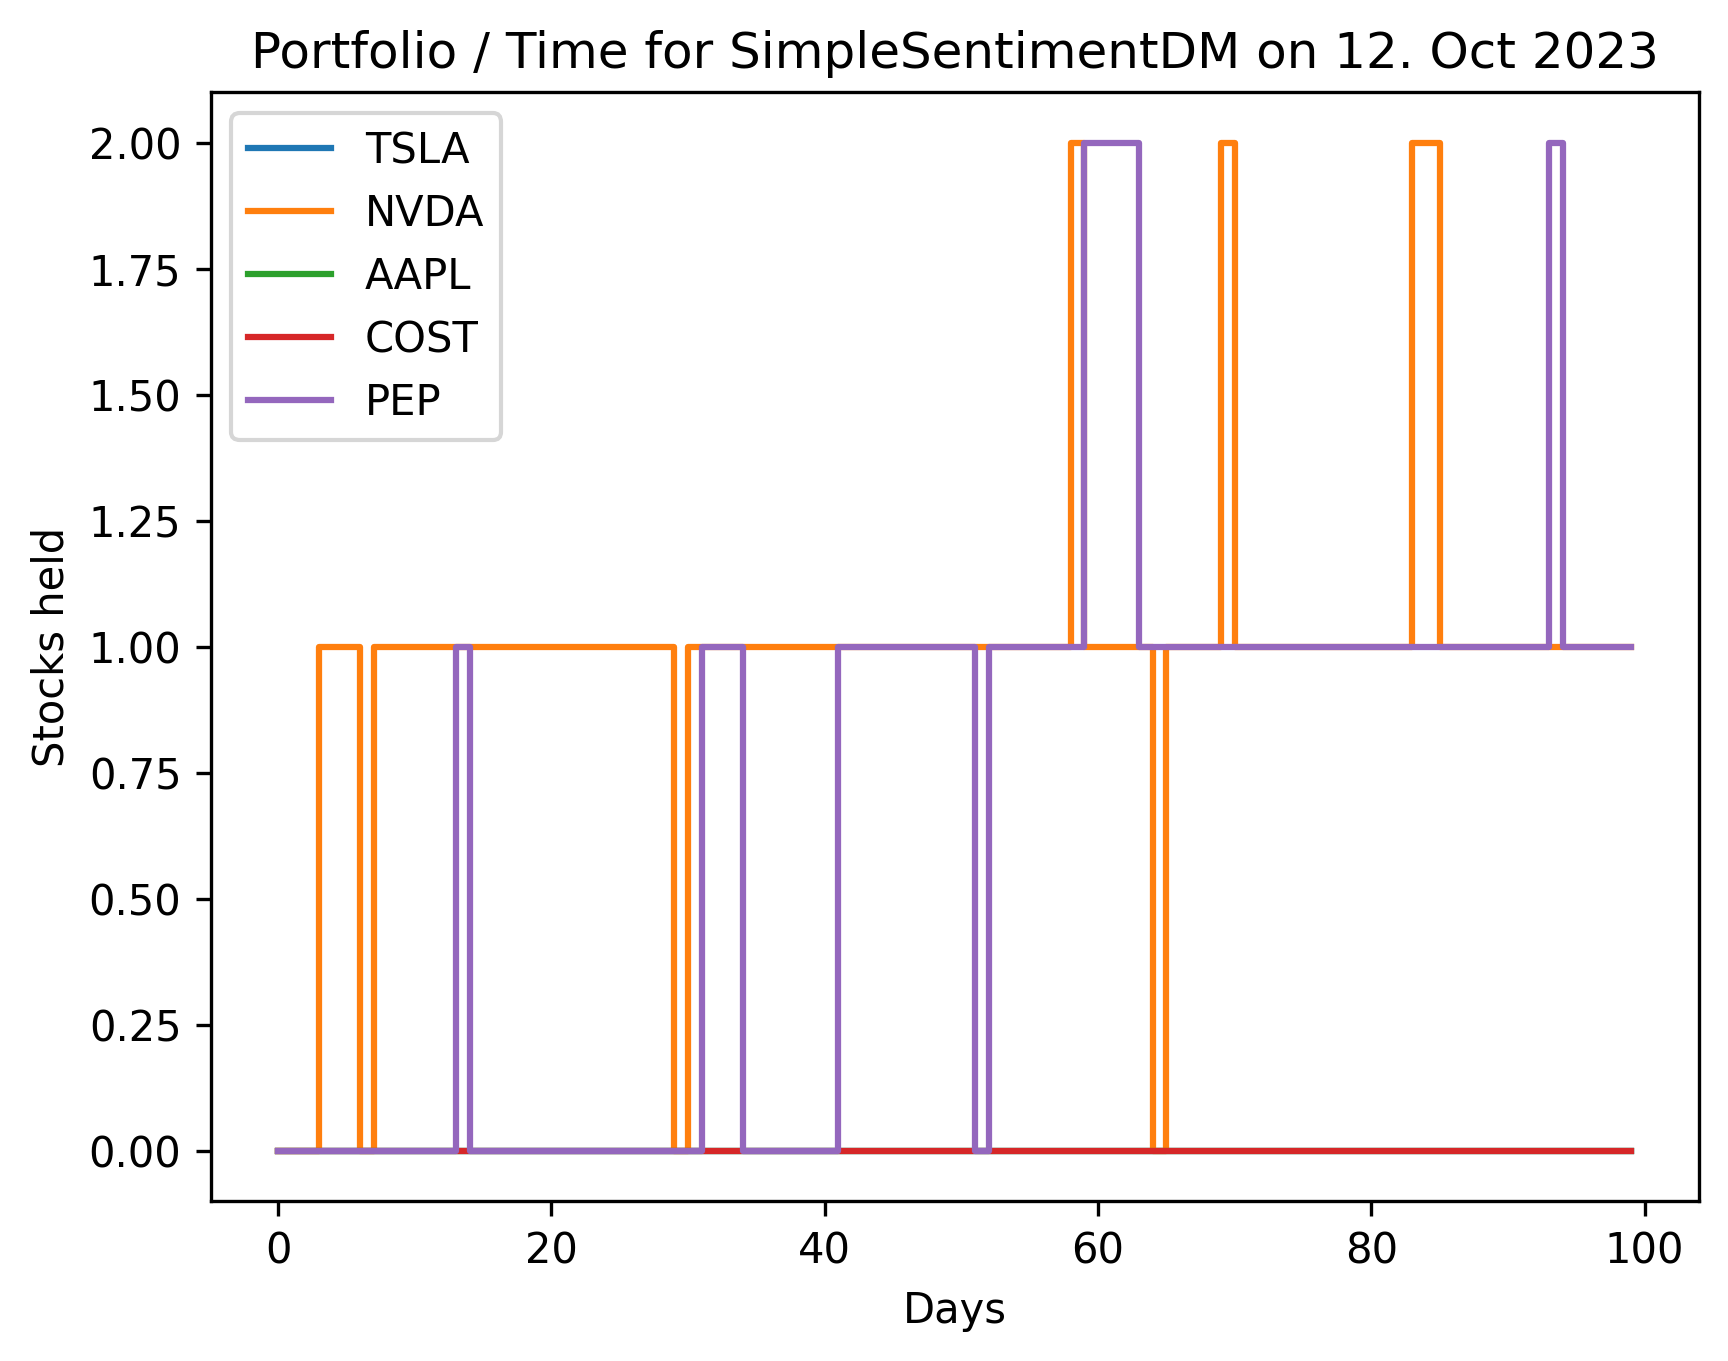 Portfolio / Time for SimpleSentimentDM on 12. Oct 2023
TSLA
NVDA
AAPL
COST
PEP
Stocks held
2.00
1.75
1.50
1.25
1.00
0.75
0.50
0.25
0.00
0 20 40 60 80 100
Days